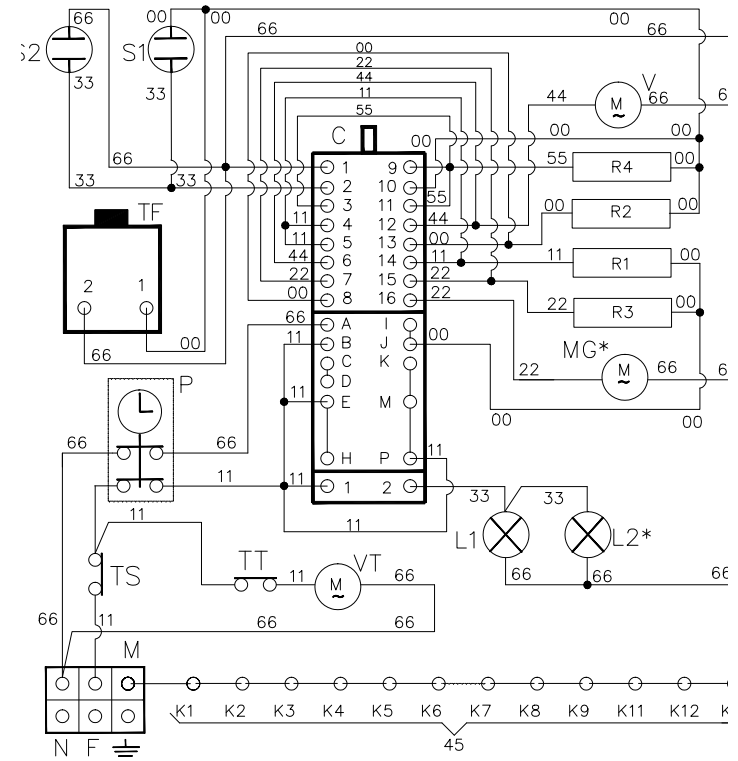 66 00 00 00
66 66
S2 S1
33 33
00
22
44
11
55
C
00 00 00
44 M ~ V 66 6
66
33 33
1 9 55 R4 00
2 10
3 11 55
11 4 12 44 00 R2 00
11 5 13 00
44 6 14 11 11 R1 00
22 7 15 22
00 8 16 22 22 R3 00
TF
2 1
00
66
66 A I
11 B J 00
C K
D
11 E M
H P 11
MG*
22 M ~ 66 6
00 00
P
66 66
11 11 1 2 33 33
11
11
L1 L2*
66 66 66
TS TT VT
11 M ~ 66
66 11 66 66
M
K1 K2 K3 K4 K5 K6 K7 K8 K9 K11 K12 K
45
N F